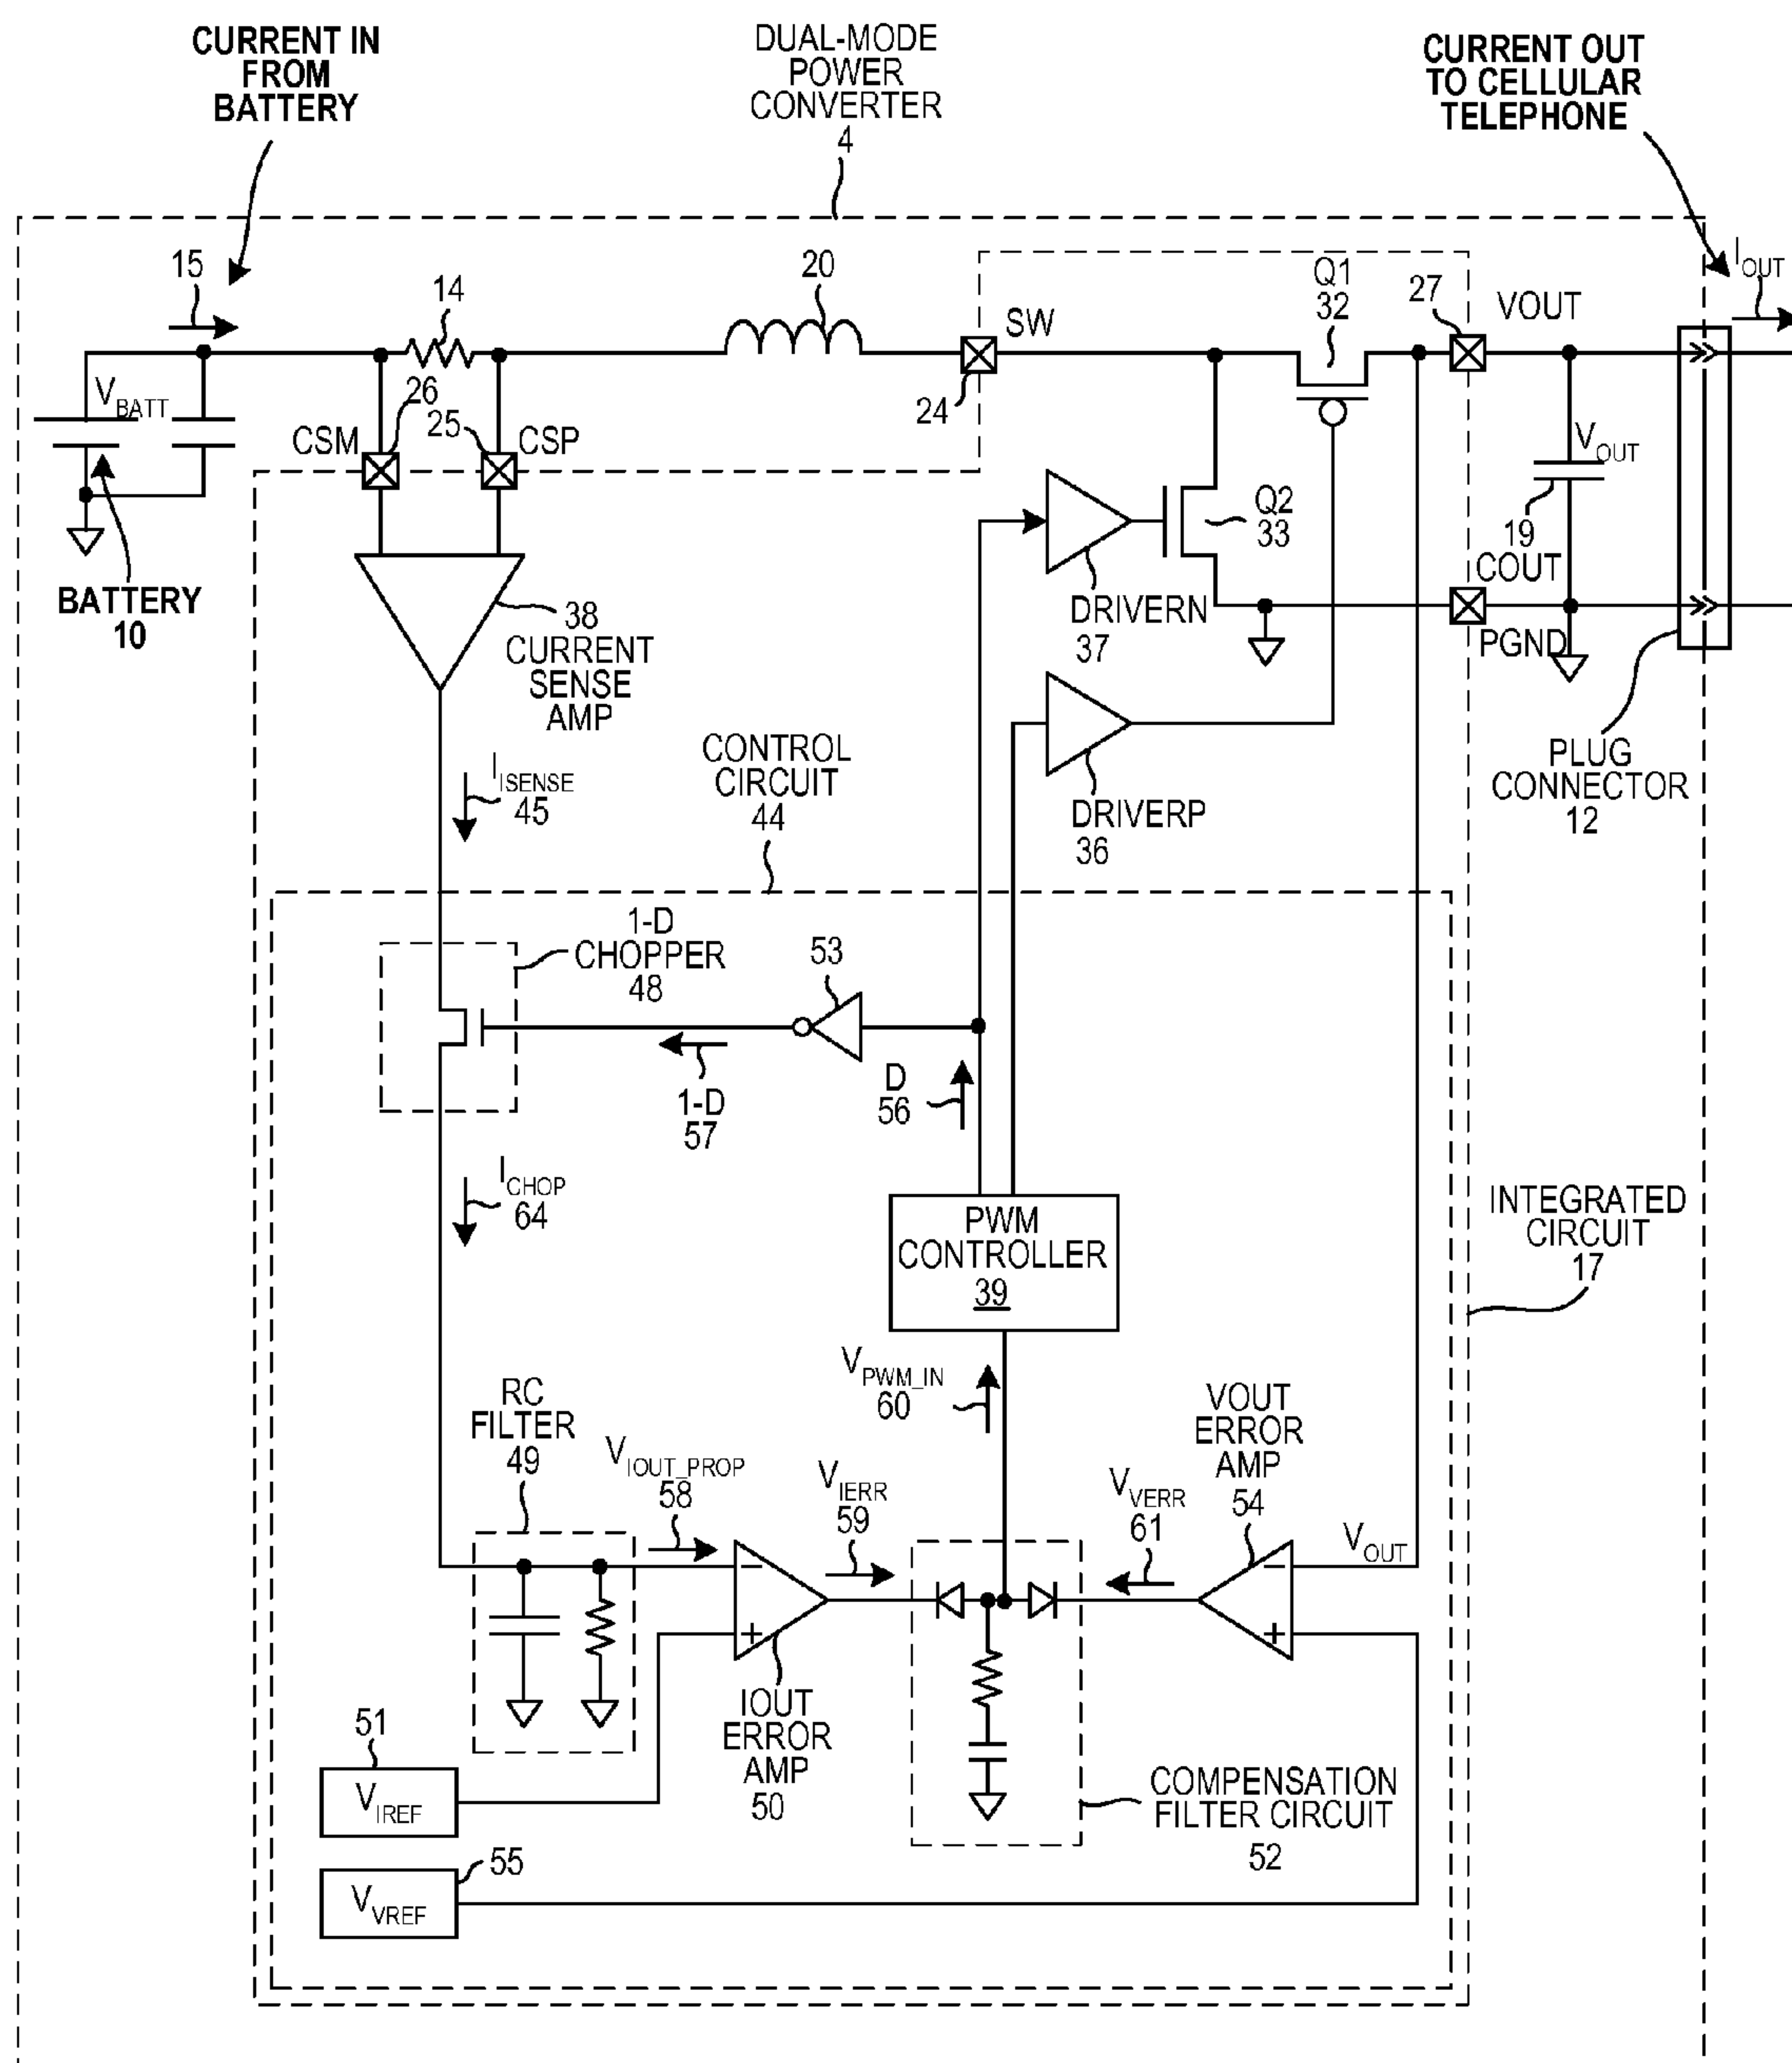 CURRENT IN
FROM
BATTERY
DUAL-MODE
POWER
CONVERTER
4
CURRENT OUT
TO CELLULAR
TELEPHONE
15
14
20
SW
Q1
32
27
VOUT
IOUT
VBATT
26
CSM
25
CSP
24
VOUT
19
COUT
Q2
33
BATTERY
10
38
CURRENT
SENSE
AMP
DRIVERN
37
PGND
DRIVERP
36
PLUG
CONNECTOR
12
IISENSE
45
CONTROL
CIRCUIT
44
1-D
CHOPPER
48
53
1-D
57
D
56
ICHOP
64
PWM
CONTROLLER
39
INTEGRATED
CIRCUIT
17
VPWM_IN
60
RC
FILTER
49
VIOUT_PROP
58
VIERR
59
VVERR
61
VOUT
ERROR
AMP
54
VOUT
−
+
−
+
IOUT
ERROR
AMP
50
51
VIREF
COMPENSATION
FILTER CIRCUIT
52
55
VVREF